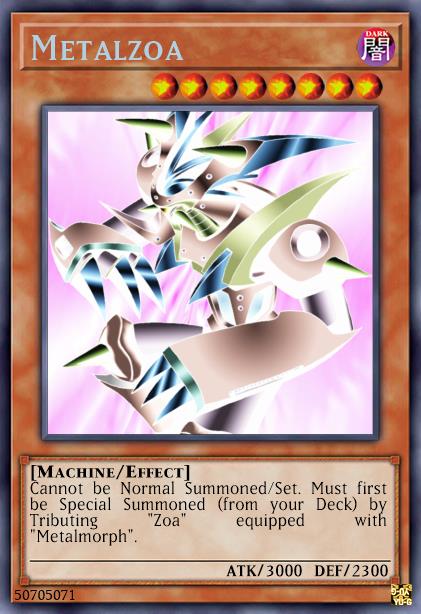 METALZOA
DARK
闇
[MACHINE/EFFECT]
Cannot be Normal Summoned/Set. Must first
be Special Summoned (from your Deck) by
Tributing "Zoa" equipped with
"Metalmorph".
ATK/3000 DEF/2300
50705071